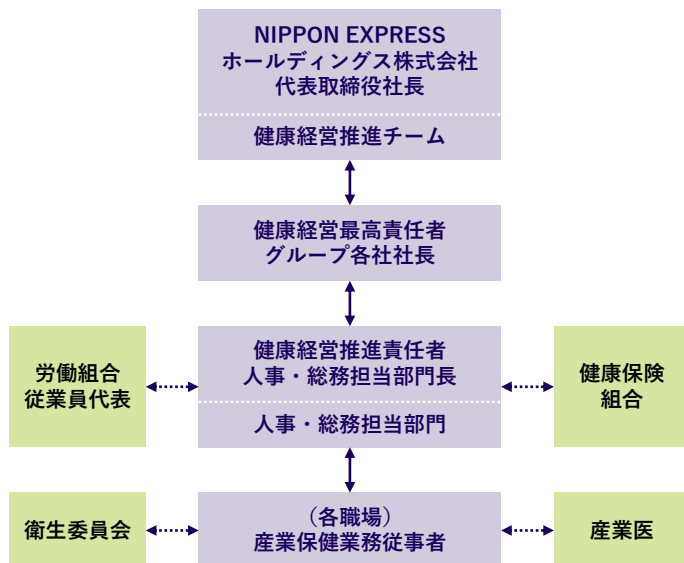 NIPPON EXPRESS
ホールディングス株式会社
代表取締役社長
健康経営推進チーム
健康経営最高責任者
グループ各社社長
労働組合
従業員代表
健康経営推進責任者
人事・総務担当部門長
人事・総務担当部門
健康保険
組合
衛生委員会
（各職場）
産業保健業務従事者
産業医